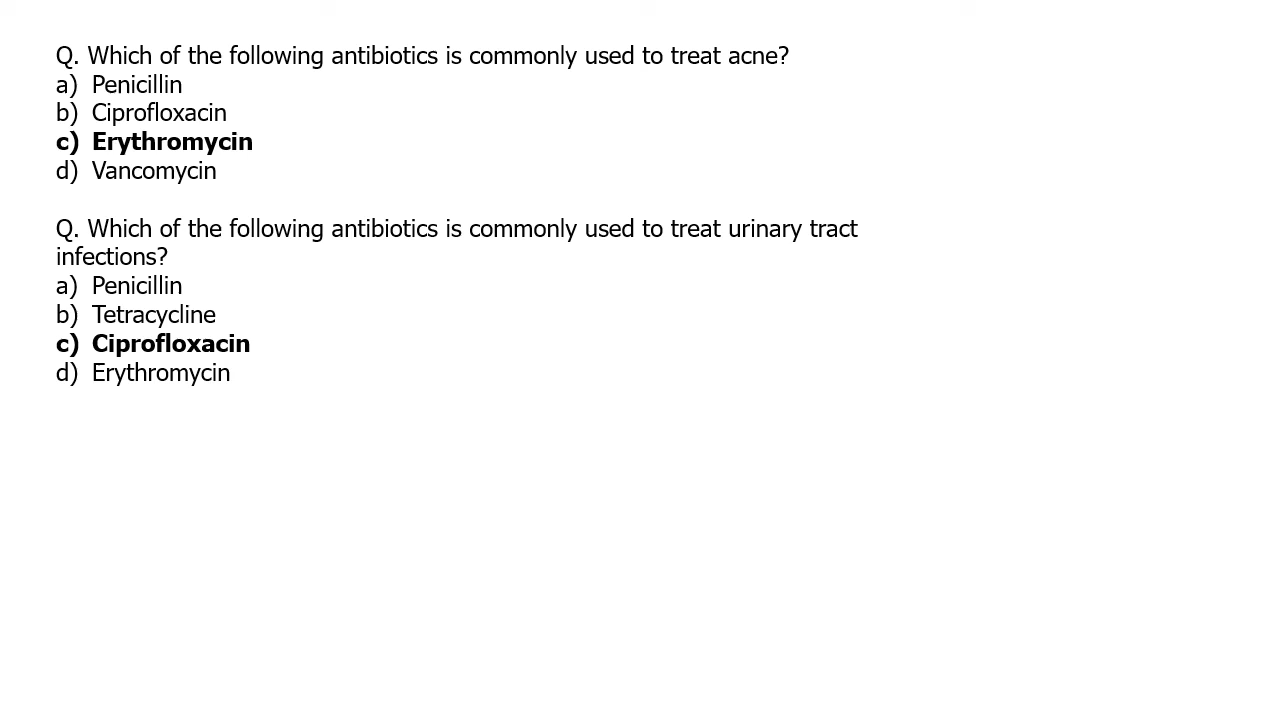 Q. Which of the following antibiotics is commonly used to treat acne?
a) Penicillin
b) Ciprofloxacin
c) Erythromycin
d) Vancomycin
Q. Which of the following antibiotics is commonly used to treat urinary tract
infections?
a) Penicillin
b) Tetracycline
c) Ciprofloxacin
d) Erythromycin